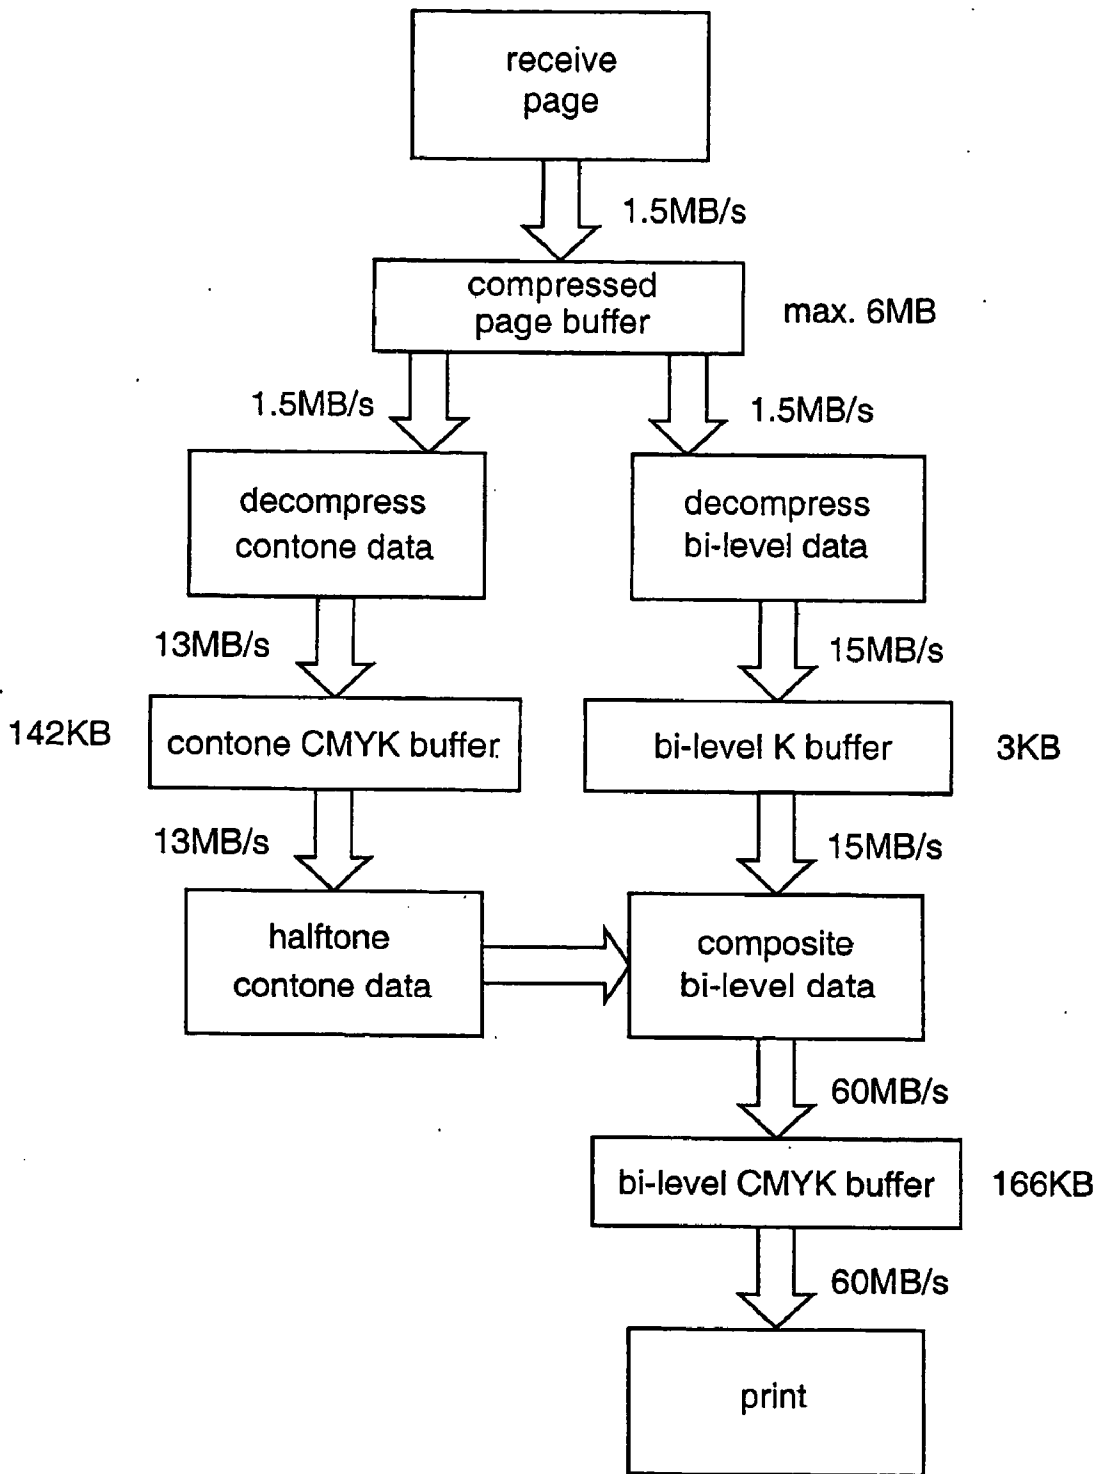 receive
page
1.5MB/s
compressed
page buffer
max. 6MB
1.5MB/s
1.5MB/s
decompress
contone data
decompress
bi-level data
13MB/s
15MB/s
142KB
contone CMYK buffer
bi-level K buffer
3KB
13MB/s
15MB/s
halftone
contone data
composite
bi-level data
60MB/s
bi-level CMYK buffer
166KB
60MB/s
print